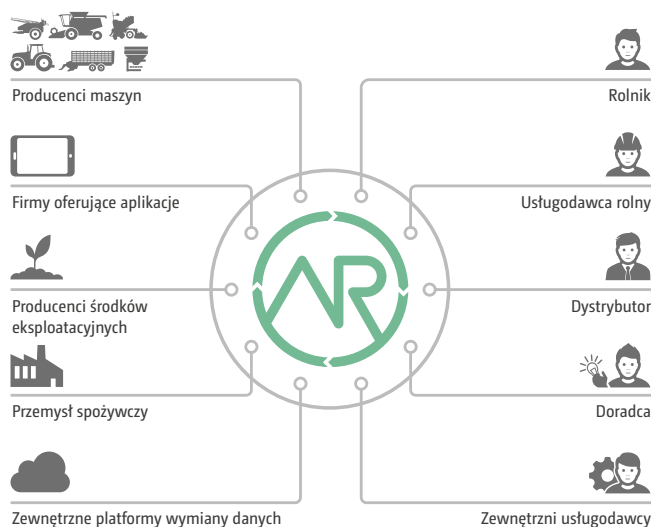 Producenci maszyn
Rolnik
Firmy oferujące aplikacje
Usługodawca rolny
Producenci środków
eksploatacyjnych
Dystrybutor
Przemysł spożywczy
Doradca
Zewnętrzne platformy wymiany danych
Zewnętrzni usługodawcy
AR